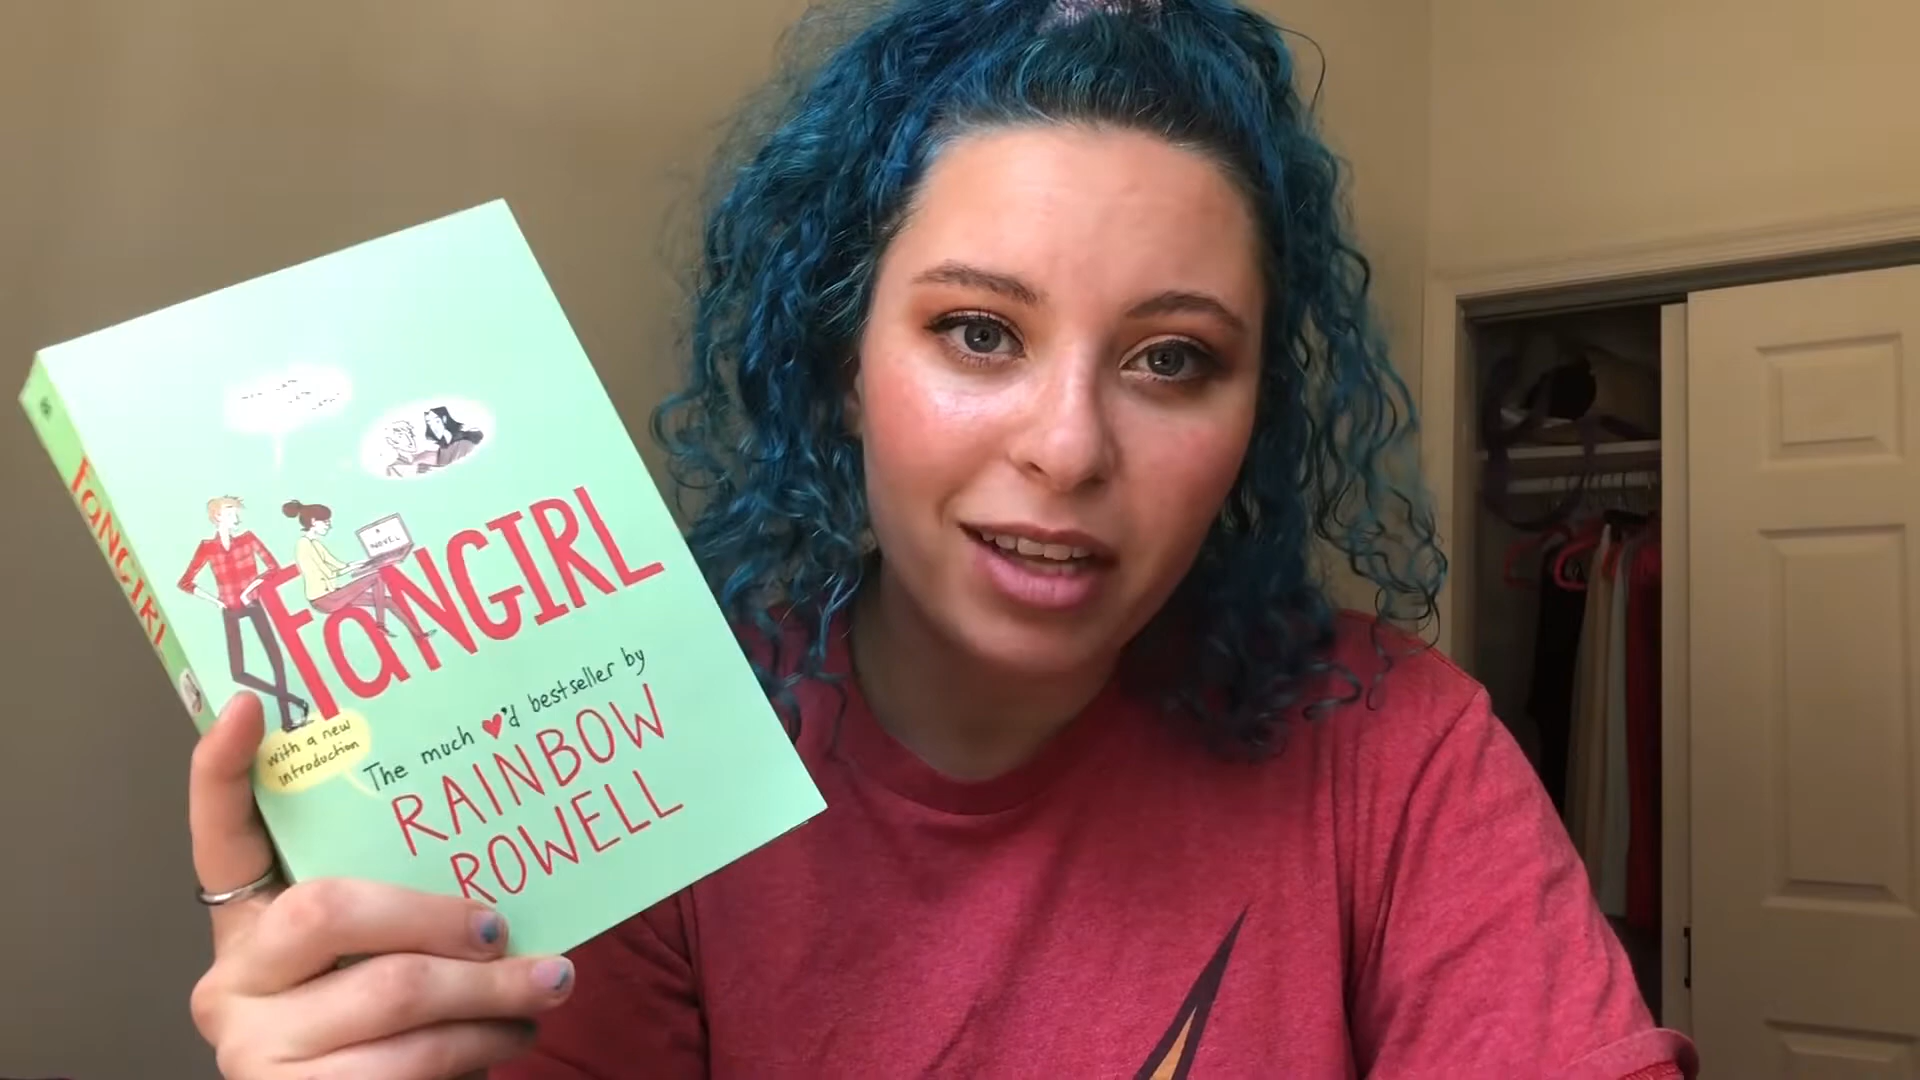 FaNGIRL
A
NOVEL
FaNGIRL
with a new
introduction
The much ♥'d bestseller by
RAINBOW
ROWELL